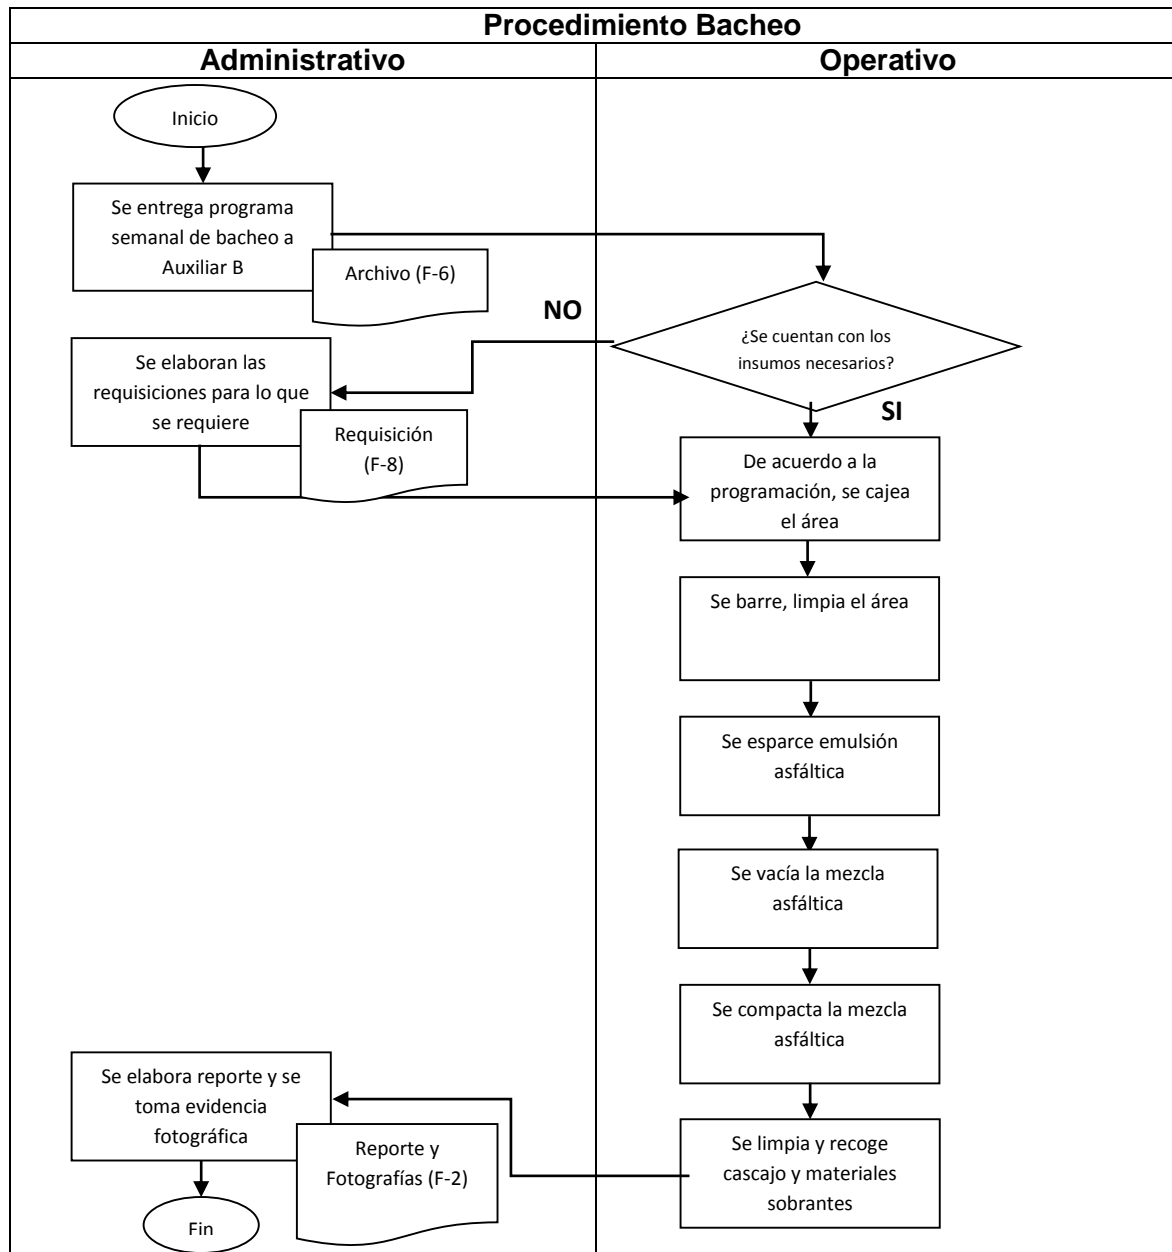 Procedimiento Bacheo
Administrativo
Operativo
Inicio
Se entrega programa
semanal de bacheo a
Auxiliar B
Archivo (F-6)
NO
¿Se cuentan con los
insumos necesarios?
SI
Se elaboran las
requisiciones para lo que
se requiere
Requisición
(F-8)
De acuerdo a la
programación, se cajea
el área
Se barre, limpia el área
Se esparce emulsión
asfáltica
Se vacía la mezcla
asfáltica
Se compacta la mezcla
asfáltica
Se limpia y recoge
cascajo y materiales
sobrantes
Se elabora reporte y se
toma evidencia
fotográfica
Reporte y
Fotografías (F-2)
Fin